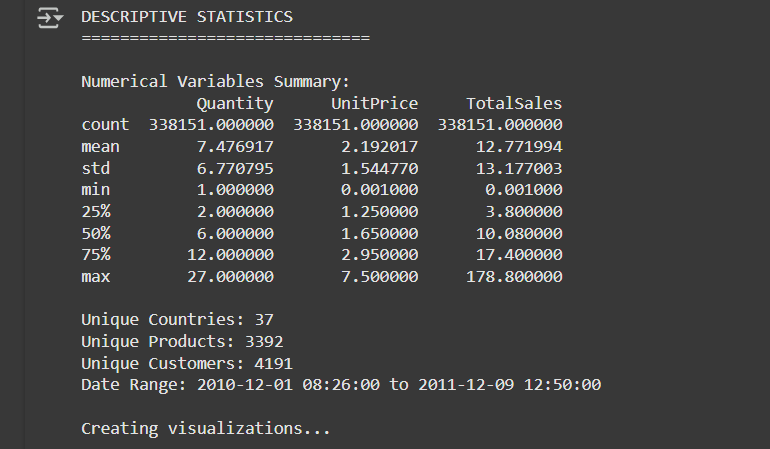 DESCRIPTIVE STATISTICS
==============================
Numerical Variables Summary:
            Quantity      UnitPrice     TotalSales
count  338151.000000  338151.000000  338151.000000
mean        7.476917       2.192017      12.771994
std         6.770795       1.544770      13.177003
min         1.000000       0.001000       0.001000
25%         2.000000       1.250000       3.800000
50%         6.000000       1.650000      10.080000
75%        12.000000       2.950000      17.400000
max        27.000000       7.500000     178.800000
Unique Countries: 37
Unique Products: 3392
Unique Customers: 4191
Date Range: 2010-12-01 08:26:00 to 2011-12-09 12:50:00
Creating visualizations...